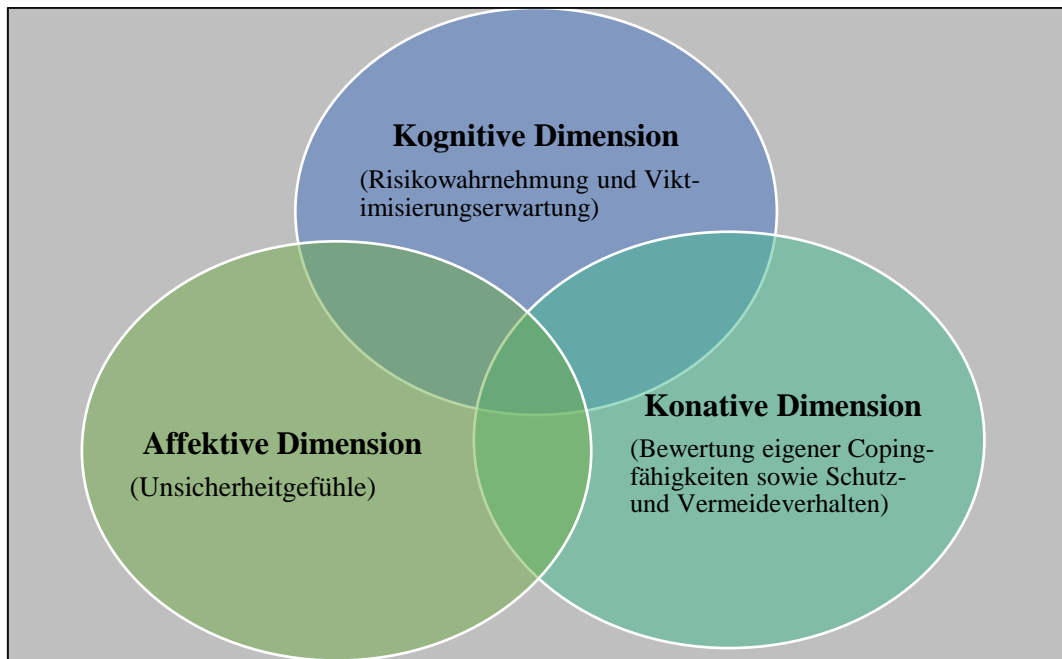 Kognitive Dimension
(Risikowahrnehmung und Vikt-
imisierungserwartung)
Affektive Dimension
(Unsicherheitgefühle)
Konative Dimension
(Bewertung eigener Coping-
fähigkeiten sowie Schutz-
und Vermeideverhalten)